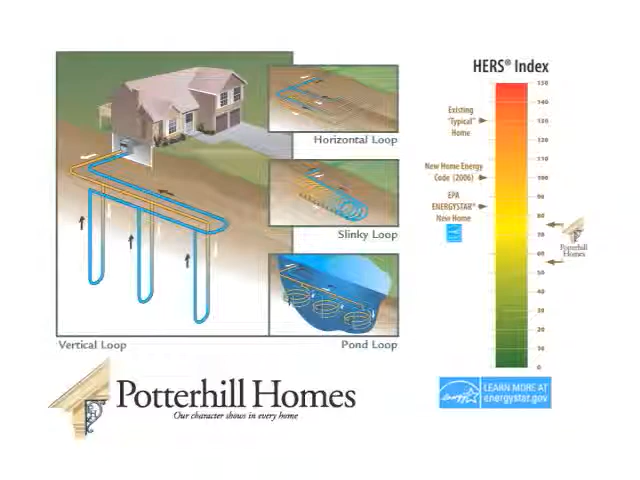 HERS® Index
Horizontal Loop
Slinky Loop
Vertical Loop
Pond Loop
Potterhill Homes
Our character shows in every home
150
140
130
120
110
100
90
80
70
60
50
40
30
20
10
0
Existing
"Typical"
Home
New Home Energy
Code (2006)
EPA
ENERGYSTAR®
New Home
Potterhill
Homes
LEARN MORE AT
energystar.gov